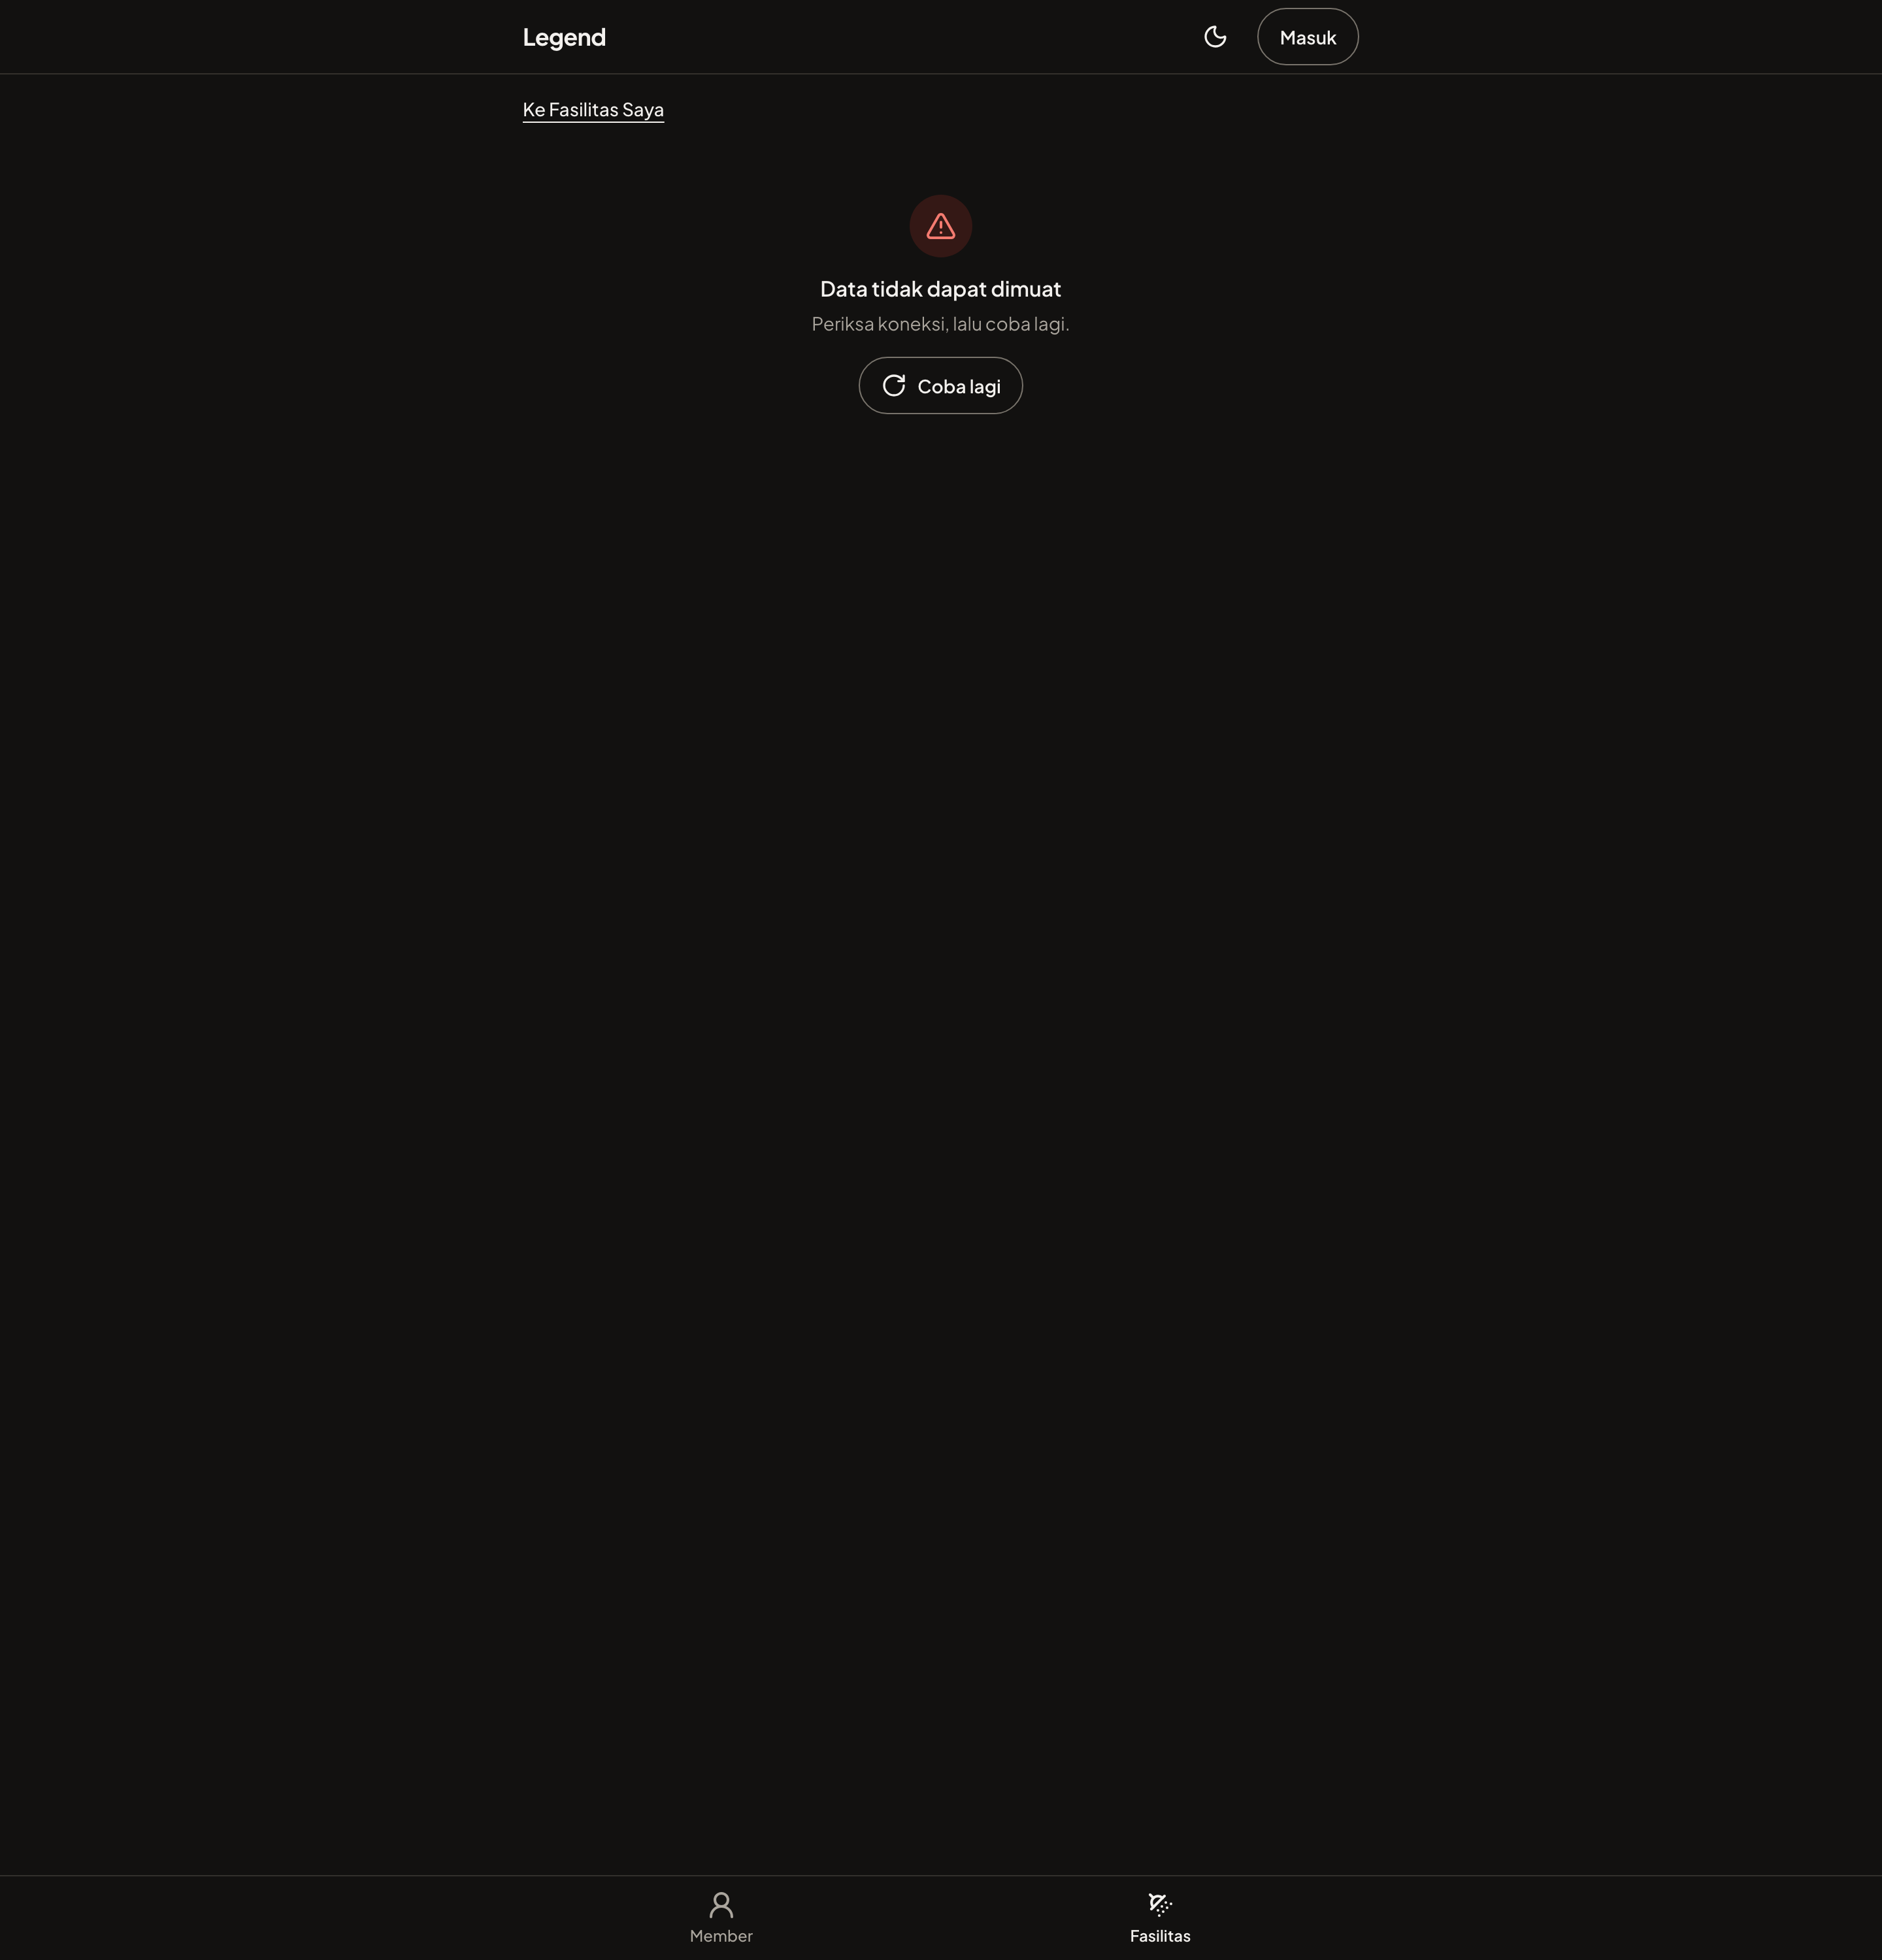 Legend
Masuk
Ke Fasilitas Saya
Data tidak dapat dimuat
Periksa koneksi, lalu coba lagi.
Coba lagi
Member
Fasilitas